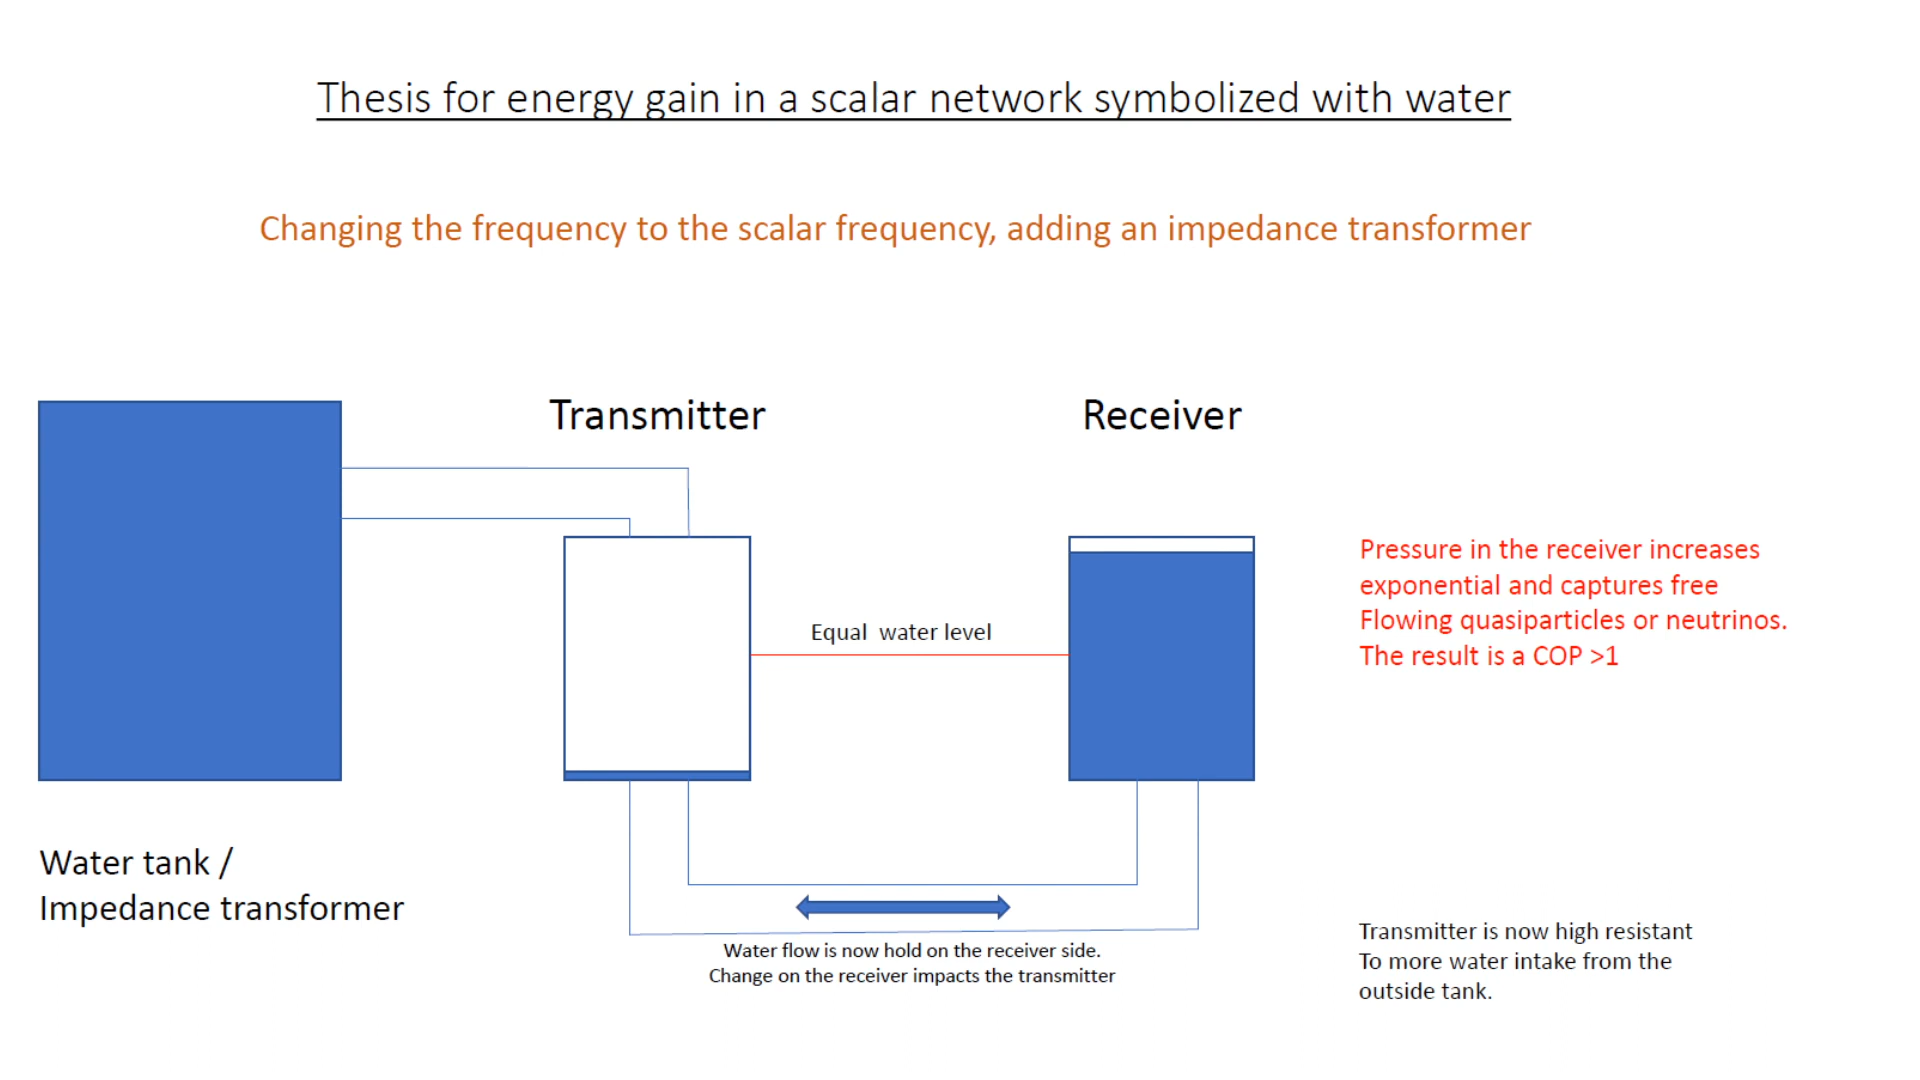 Thesis for energy gain in a scalar network symbolized with water
Changing the frequency to the scalar frequency, adding an impedance transformer
Transmitter
Receiver
Pressure in the receiver increases
exponential and captures free
Flowing quasiparticles or neutrinos.
The result is a COP >1
Equal water level
Water tank /
Impedance transformer
Water flow is now hold on the receiver side.
Change on the receiver impacts the transmitter
Transmitter is now high resistant
To more water intake from the
outside tank.